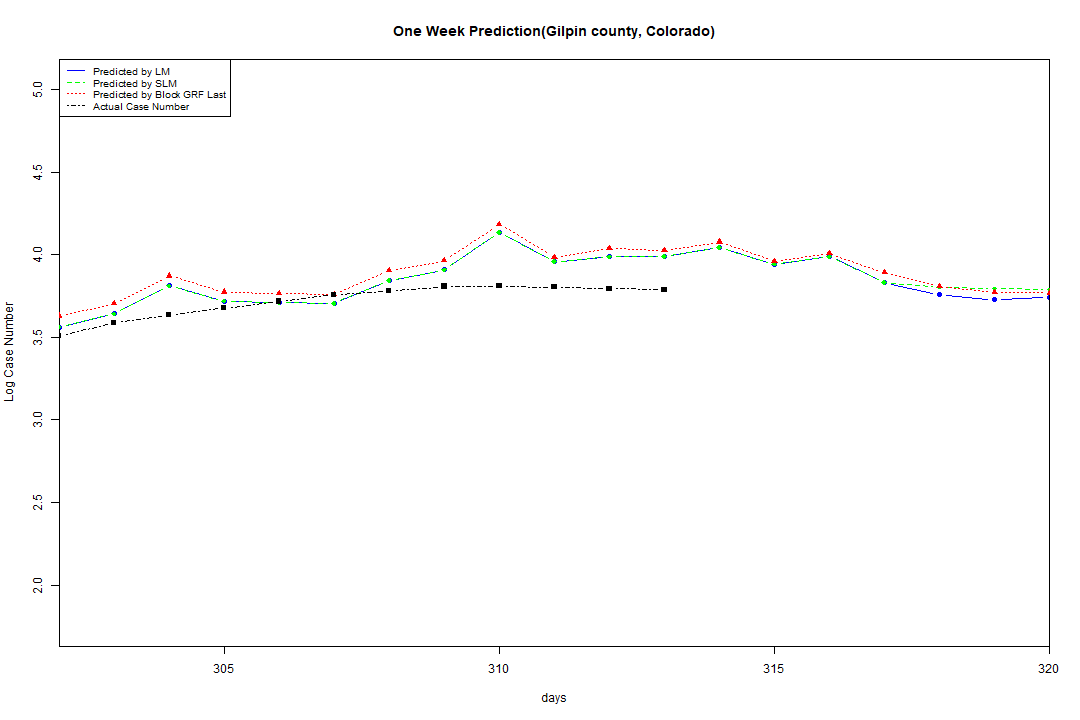 One Week Prediction(Gilpin county, Colorado)
Predicted by LM
Predicted by SLM
Predicted by Block GRF Last
Actual Case Number
5.0
4.5
4.0
3.5
3.0
2.5
2.0
Log Case Number
305 310 315 320
days